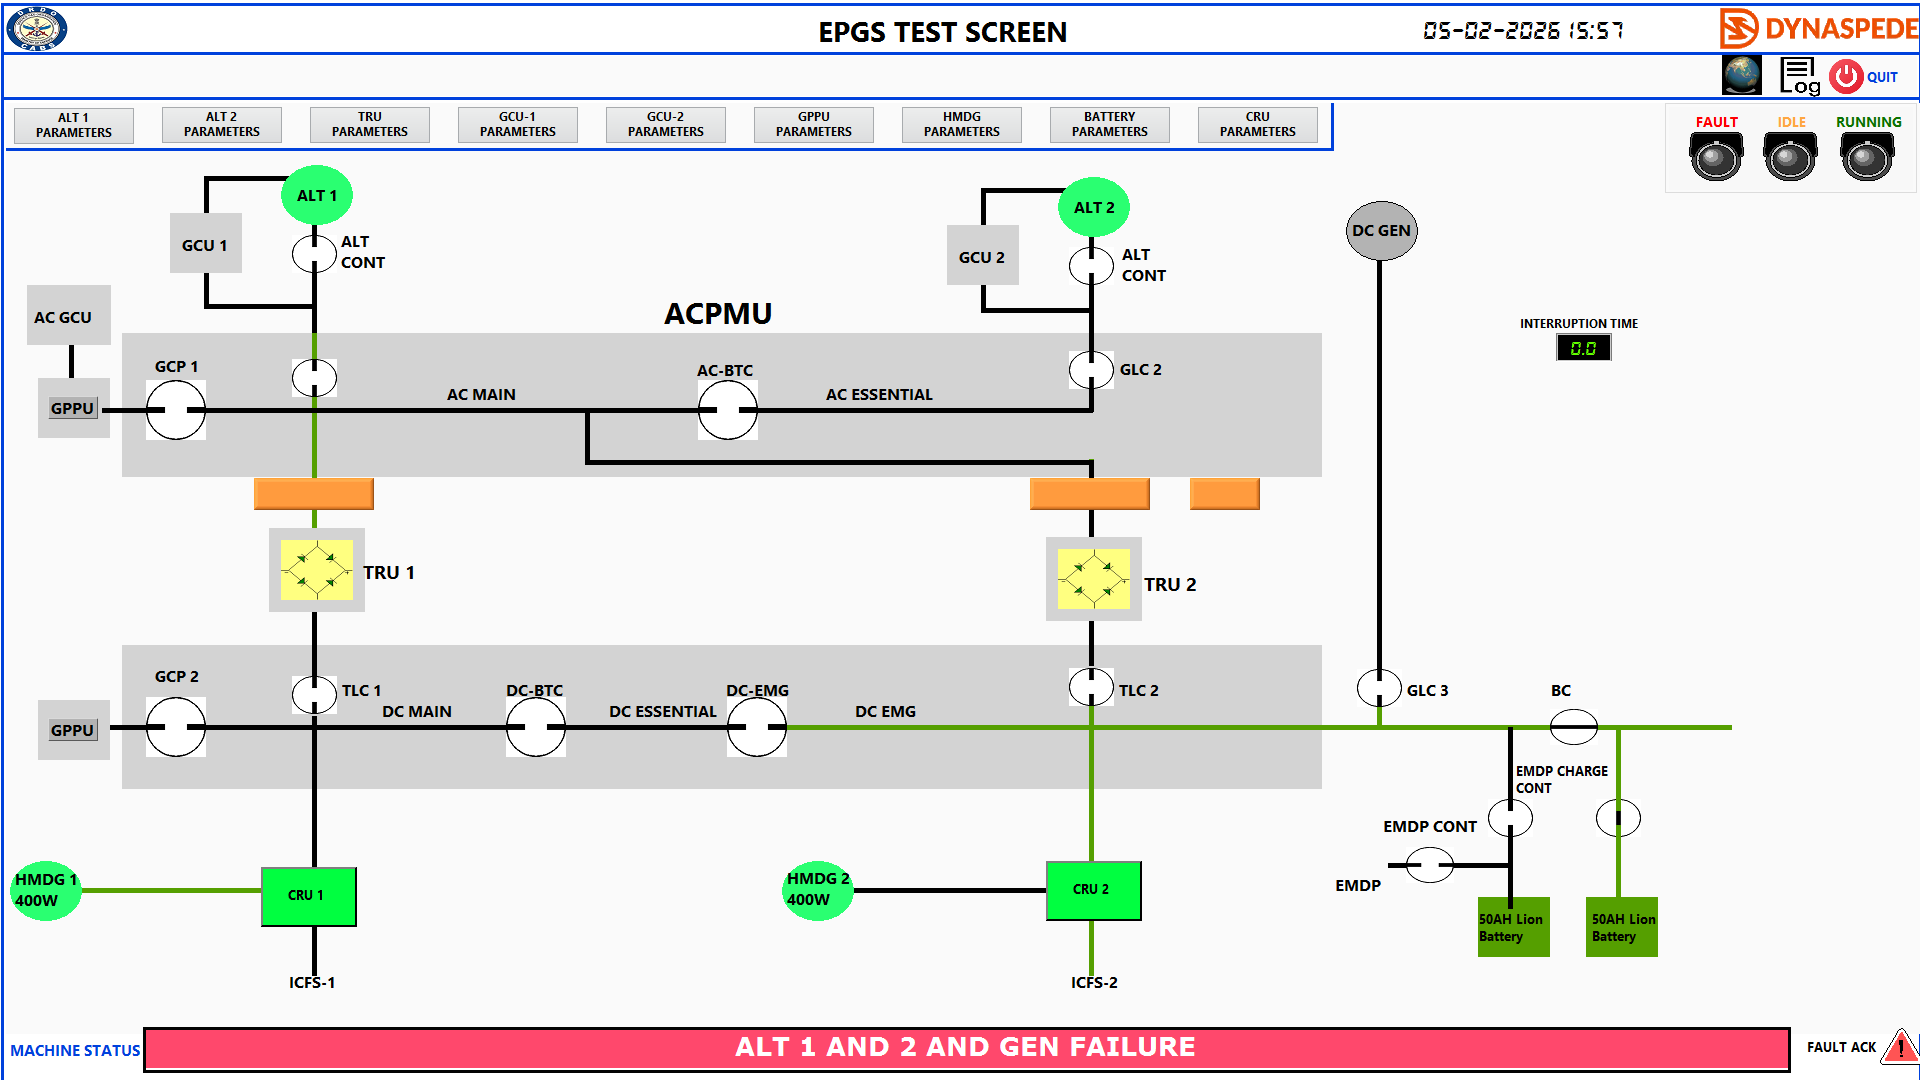 EPGS TEST SCREEN
05-02-2026 15:57
DYNASPEDE
Log
QUIT
ALT 1
PARAMETERS
ALT 2
PARAMETERS
TRU
PARAMETERS
GCU-1
PARAMETERS
GCU-2
PARAMETERS
GPPU
PARAMETERS
HMDG
PARAMETERS
BATTERY
PARAMETERS
CRU
PARAMETERS
FAULT
IDLE
RUNNING
ALT 1
GCU 1
ALT
CONT
ALT 2
GCU 2
ALT
CONT
DC GEN
AC GCU
ACPMU
INTERRUPTION TIME
0.0
GCP 1
GPPU
AC MAIN
AC-BTC
AC ESSENTIAL
GLC 2
TRU 1
TRU 2
GCP 2
GPPU
TLC 1
DC MAIN
DC-BTC
DC ESSENTIAL
DC-EMG
DC EMG
TLC 2
GLC 3
BC
EMDP CHARGE
CONT
EMDP CONT
EMDP
HMDG 1
400W
CRU 1
ICFS-1
HMDG 2
400W
CRU 2
ICFS-2
50AH Lion
Battery
50AH Lion
Battery
MACHINE STATUS
ALT 1 AND 2 AND GEN FAILURE
FAULT ACK